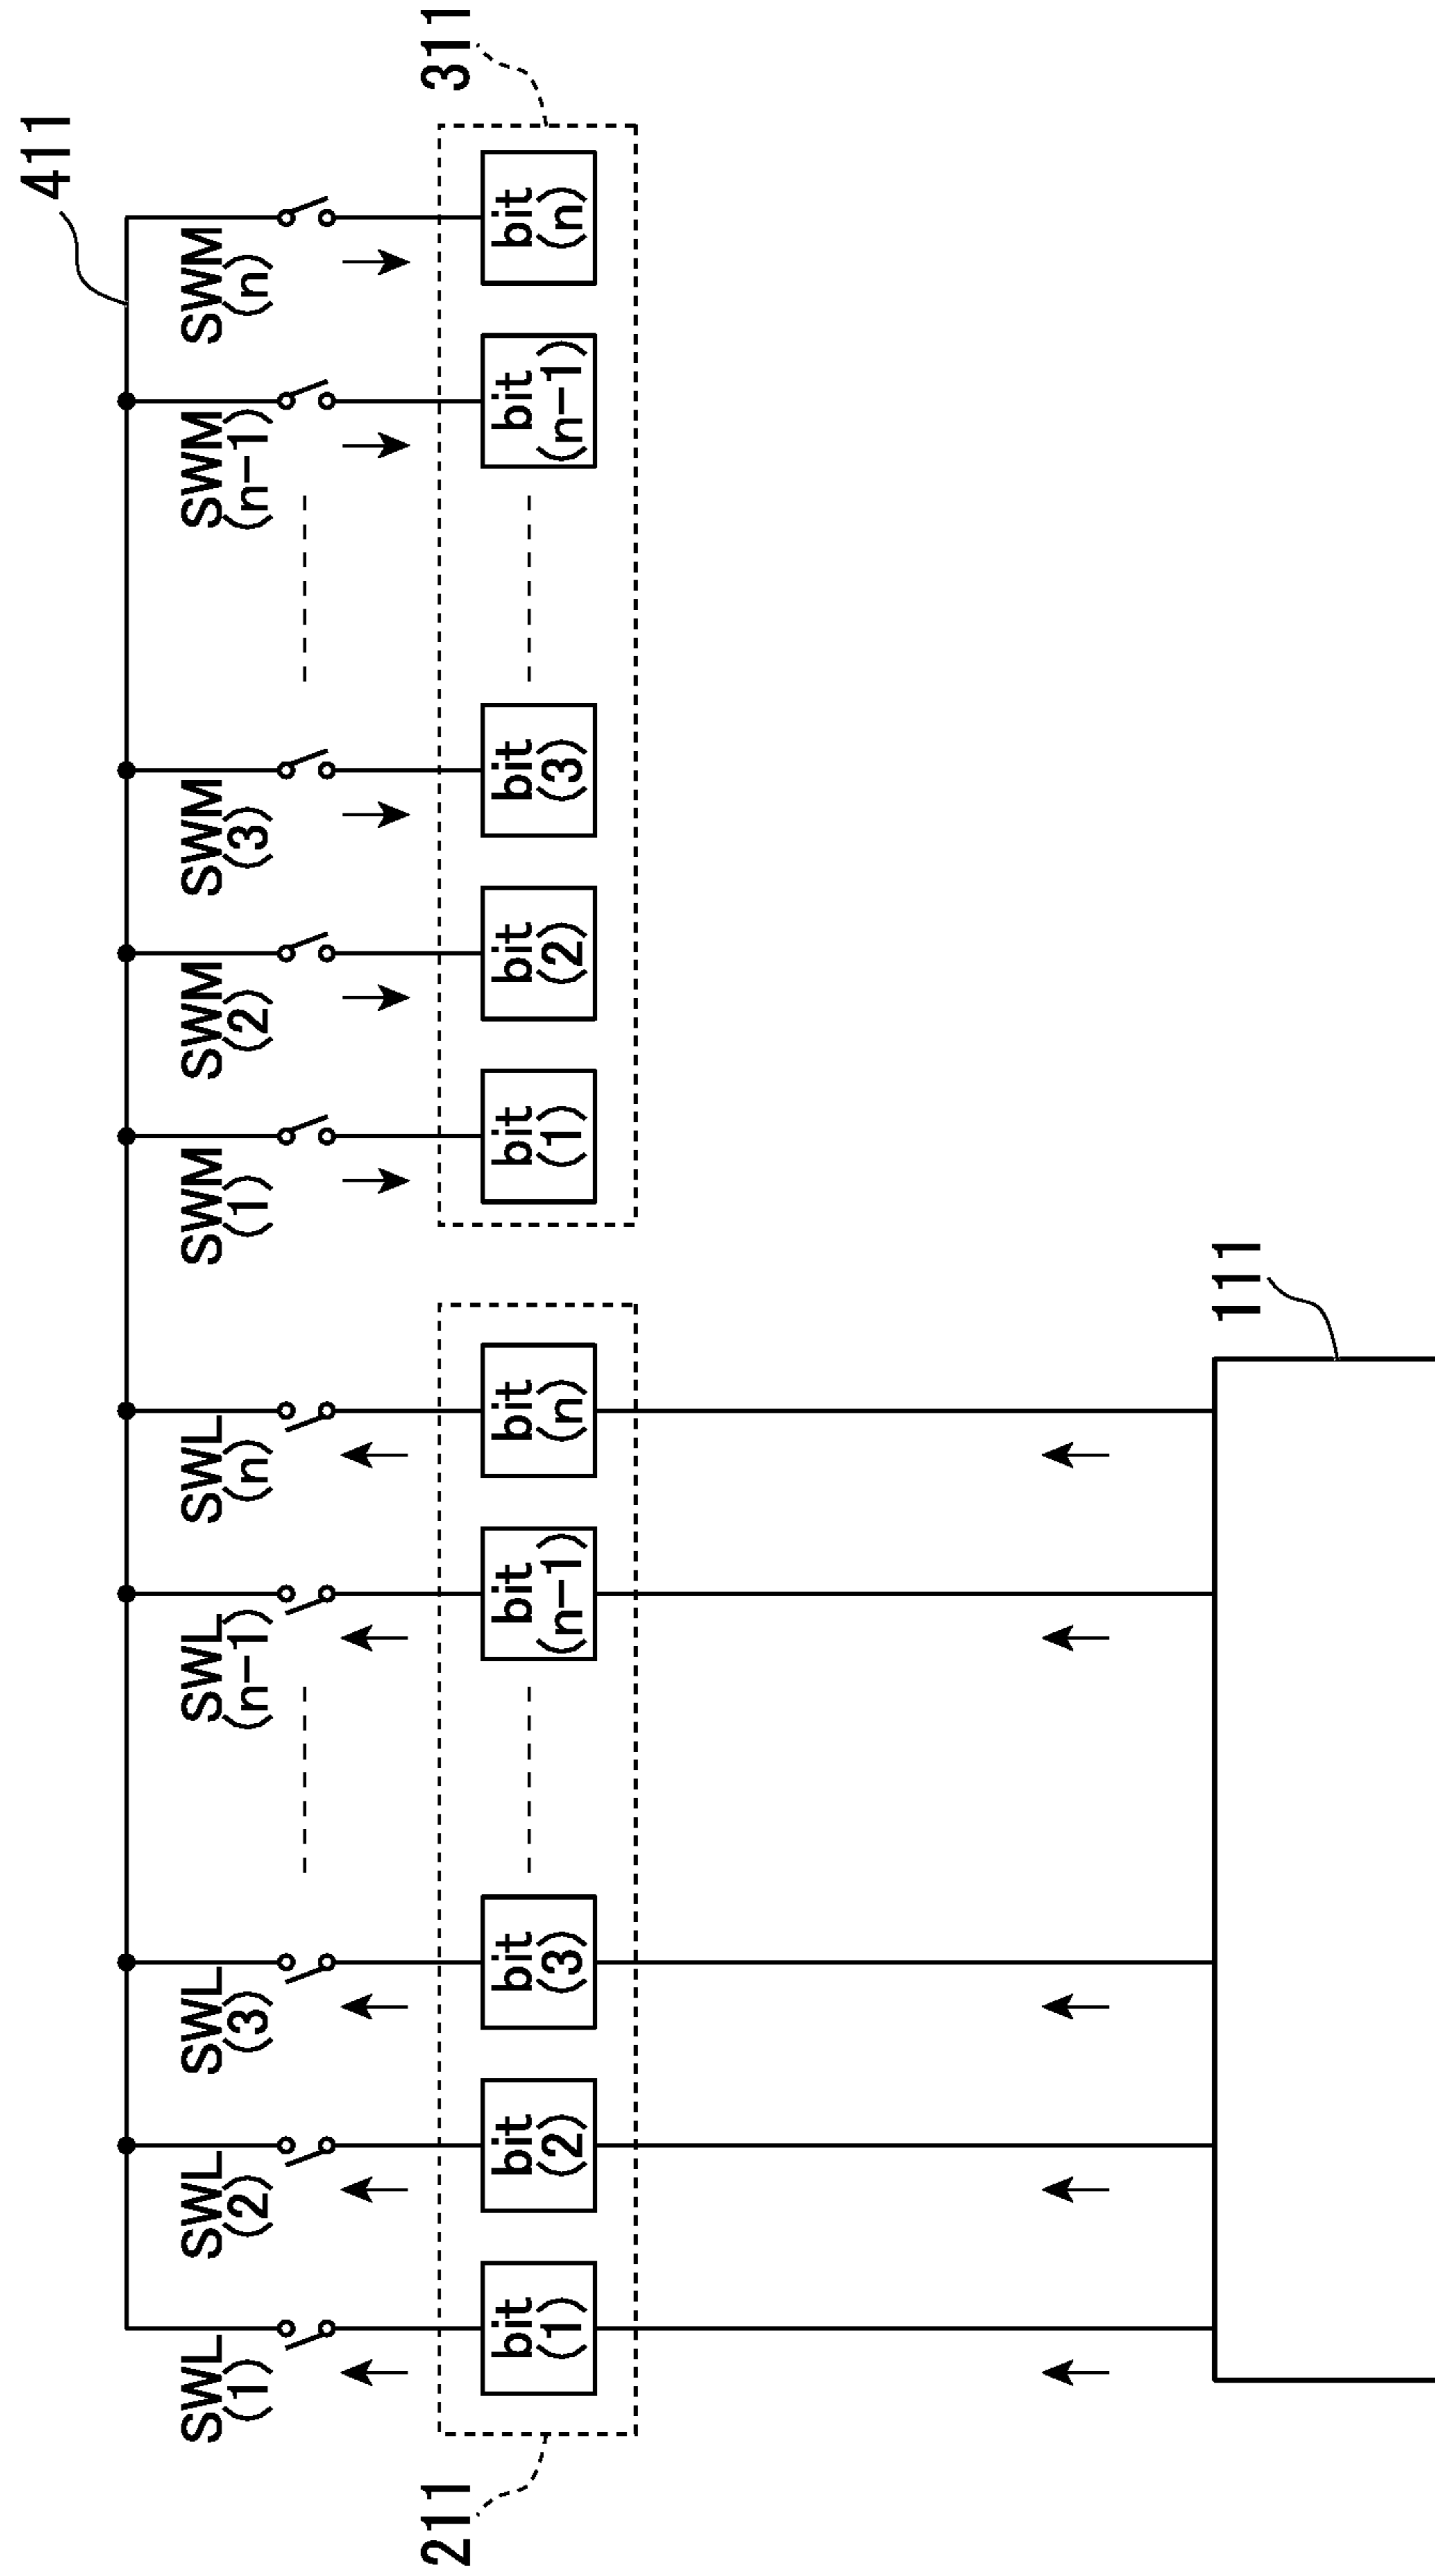 411
SWL
(1)
SWL
(2)
SWL
(3)
SWL
(n-1)
SWL
(n)
SWM
(1)
SWM
(2)
SWM
(3)
SWM
(n-1)
SWM
(n)
211
bit
(1)
bit
(2)
bit
(3)
bit
(n-1)
bit
(n)
bit
(1)
bit
(2)
bit
(3)
bit
(n-1)
bit
(n)
311
111